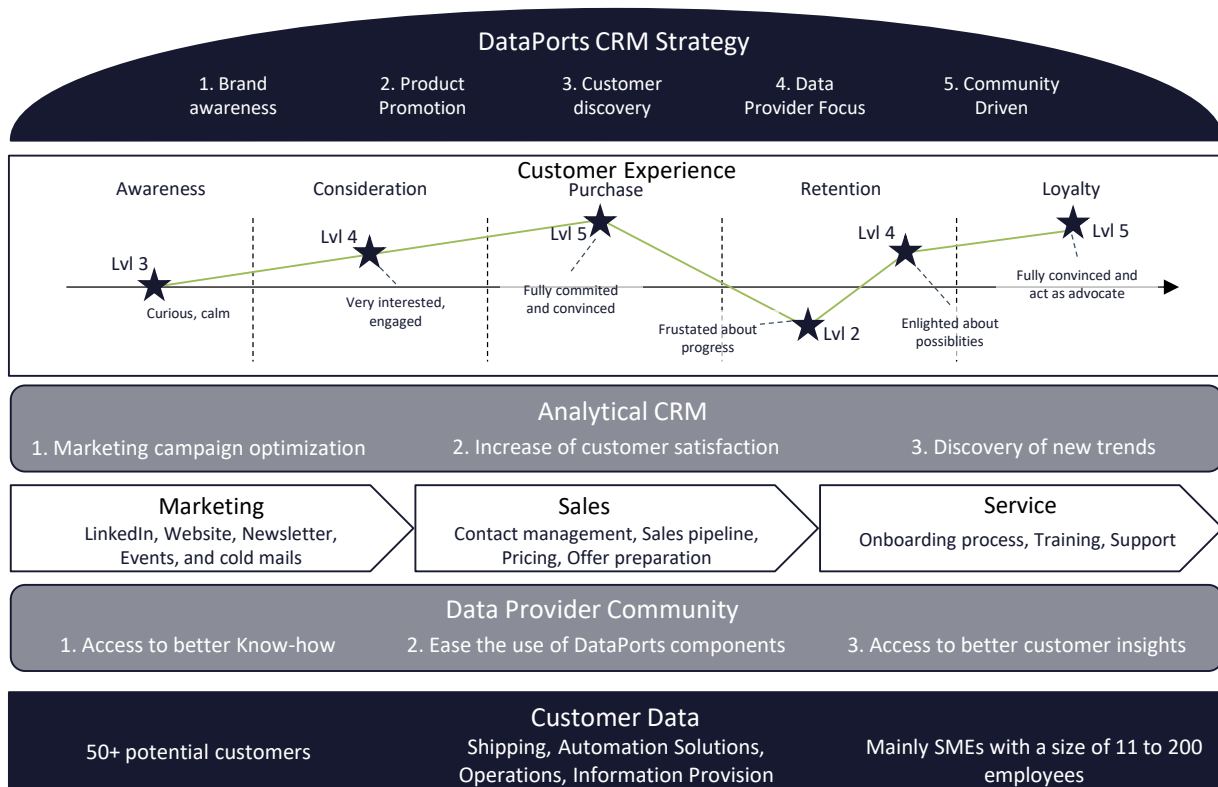 DataPorts CRM Strategy
1. Brand
awareness
2. Product
Promotion
3. Customer
discovery
4. Data
Provider Focus
5. Community
Driven
Customer Experience
Awareness
Consideration
Purchase
Retention
Loyalty
Lvl 3
Curious, calm
Lvl 4
Very interested,
engaged
Lvl 5
Fully commited
and convinced
Frustated about
progress
Lvl 2
Lvl 4
Enlighted about
possiblities
Lvl 5
Fully convinced and
act as advocate
Analytical CRM
1. Marketing campaign optimization
2. Increase of customer satisfaction
3. Discovery of new trends
Marketing
LinkedIn, Website, Newsletter,
Events, and cold mails
Sales
Contact management, Sales pipeline,
Pricing, Offer preparation
Service
Onboarding process, Training, Support
Data Provider Community
1. Access to better Know-how
2. Ease the use of DataPorts components
3. Access to better customer insights
Customer Data
50+ potential customers
Shipping, Automation Solutions,
Operations, Information Provision
Mainly SMEs with a size of 11 to 200
employees